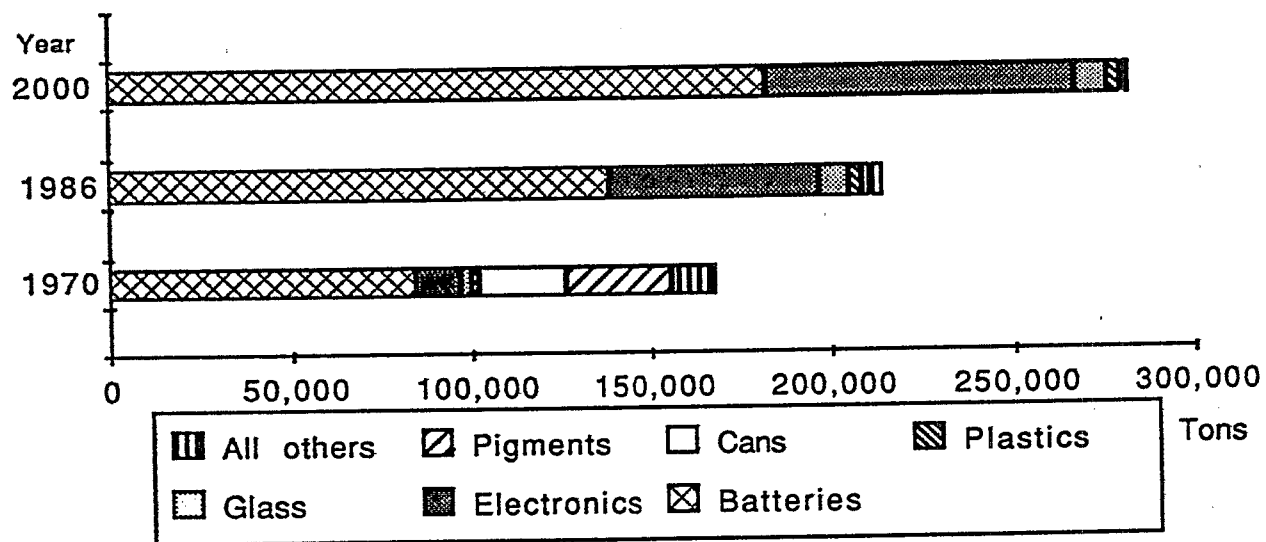 Year
2000
1986
1970
0 50,000 100,000 150,000 200,000 250,000 300,000
Tons
All others Pigments Cans Plastics
Glass Electronics Batteries